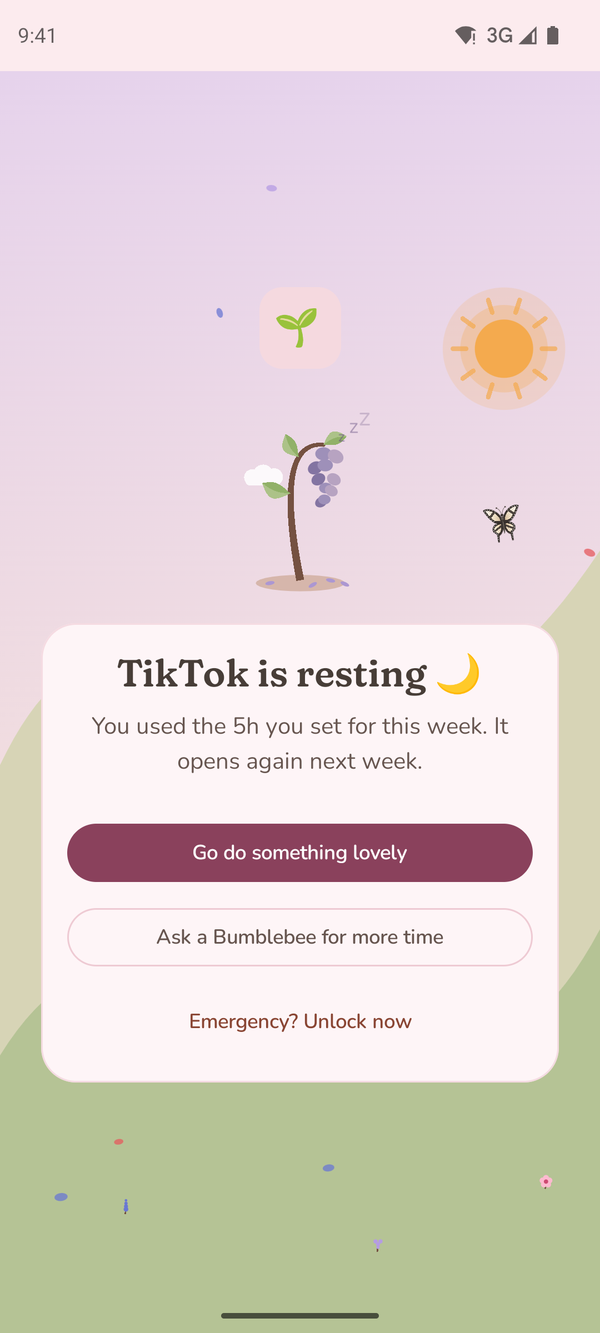 9:41
3G
z z Z
TikTok is resting 🌙
You used the 5h you set for this week. It
opens again next week.
Go do something lovely
Ask a Bumblebee for more time
Emergency? Unlock now